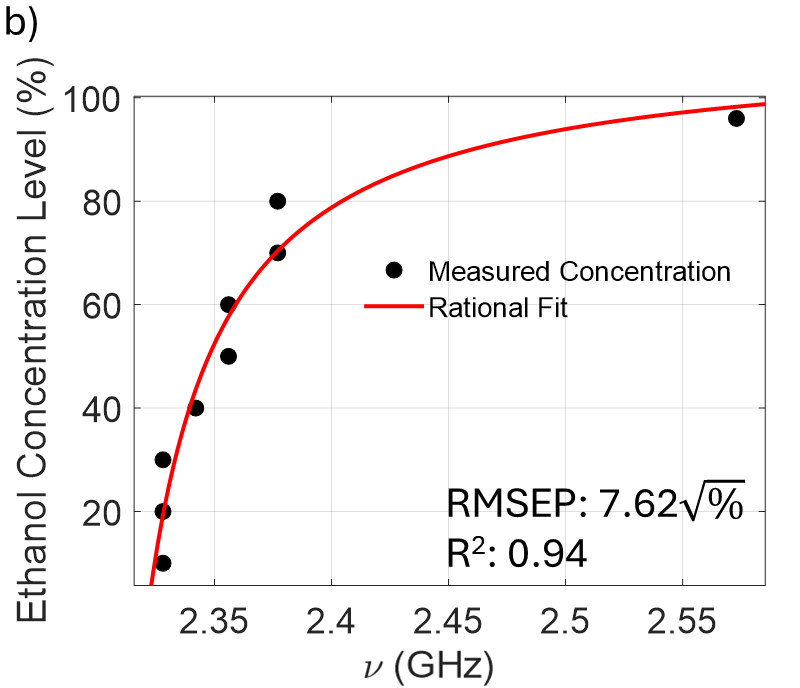 b)
Ethanol Concentration Level (%)
100
80
60
40
20
Measured Concentration
Rational Fit
RMSEP: 7.62√%
R²: 0.94
2.35 2.4 2.45 2.5 2.55
ν (GHz)